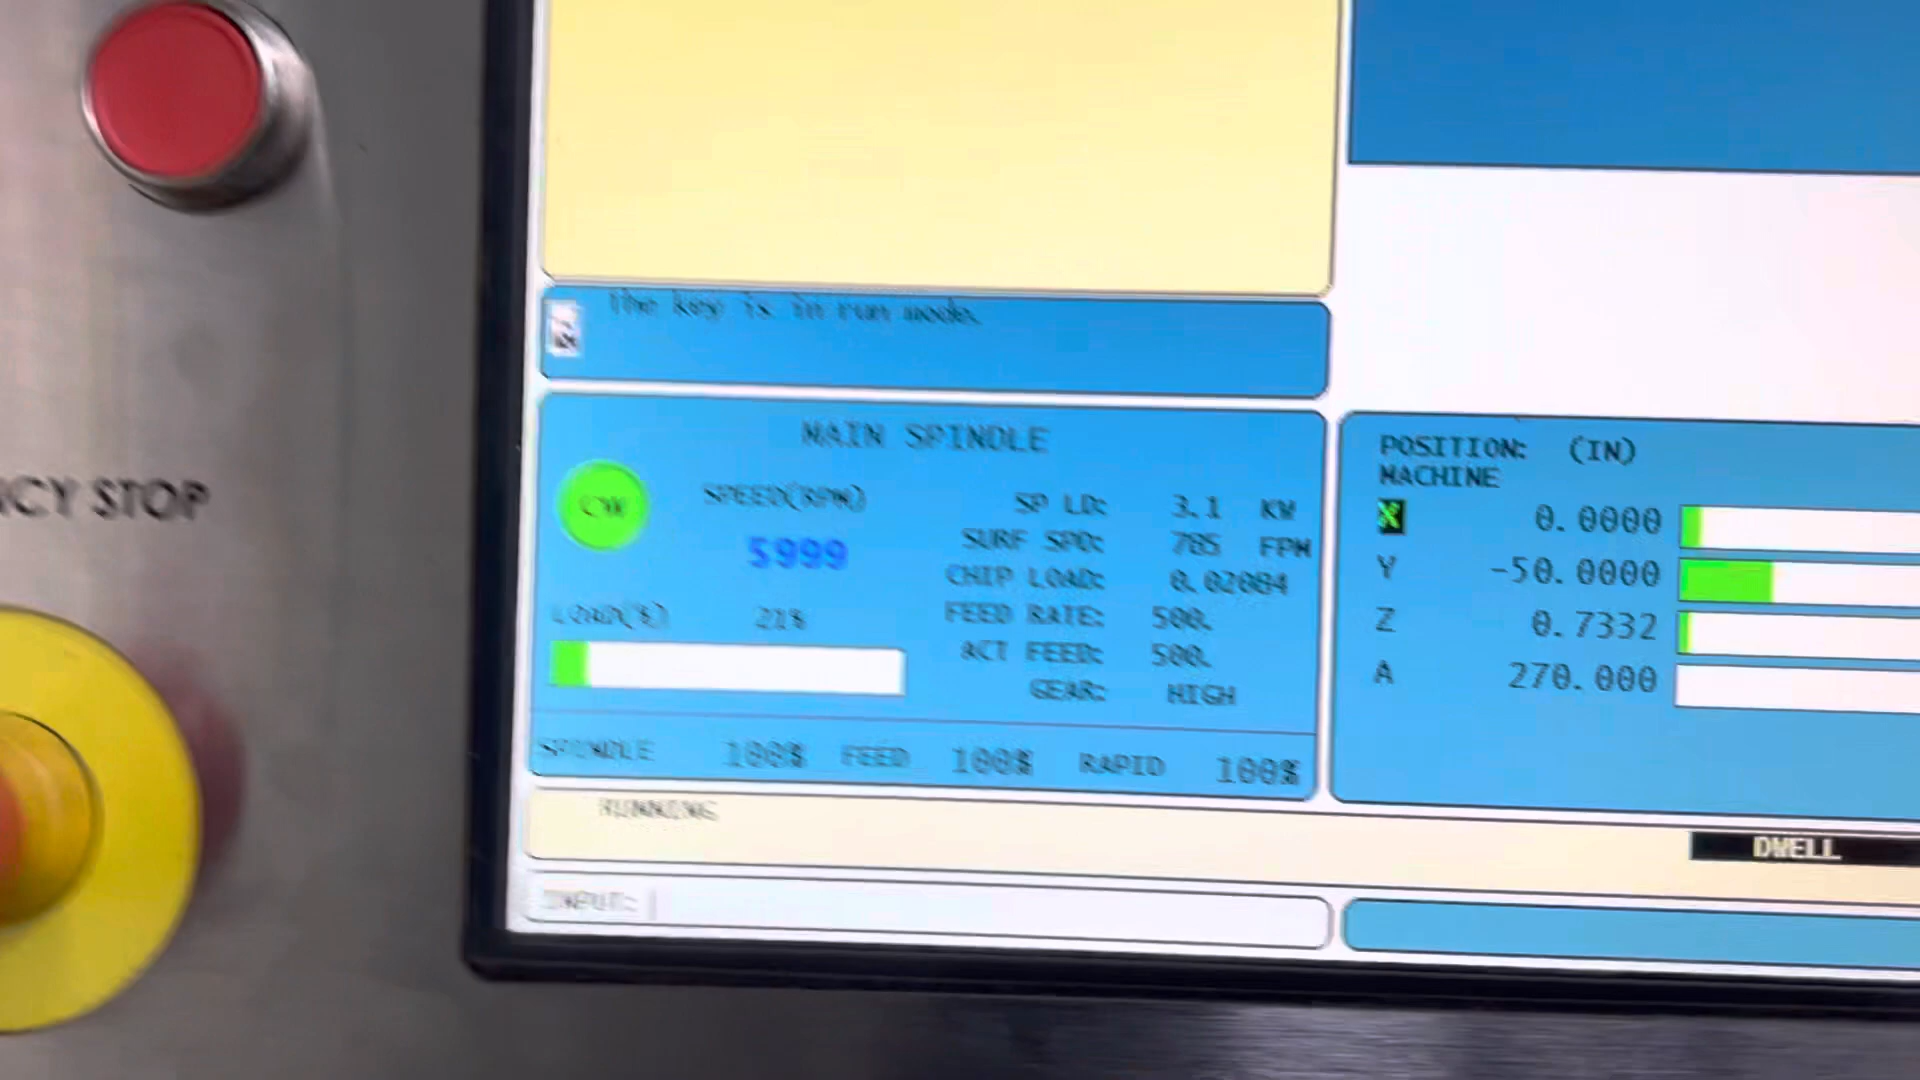 NCY STOP
The key is in run mode.
MAIN SPINDLE
CW
SPEED(RPM)
5999
LOAD(%) 21%
SP LD: 3.1 KW
SURF SPD: 785 FPM
CHIP LOAD: 0.02084
FEED RATE: 500.
ACT FEED: 500.
GEAR: HIGH
SPINDLE 100% FEED 100% RAPID 100%
POSITION: (IN)
MACHINE
X 0.0000
Y -50.0000
Z 0.7332
A 270.000
RUNNING
DWELL
INPUT: